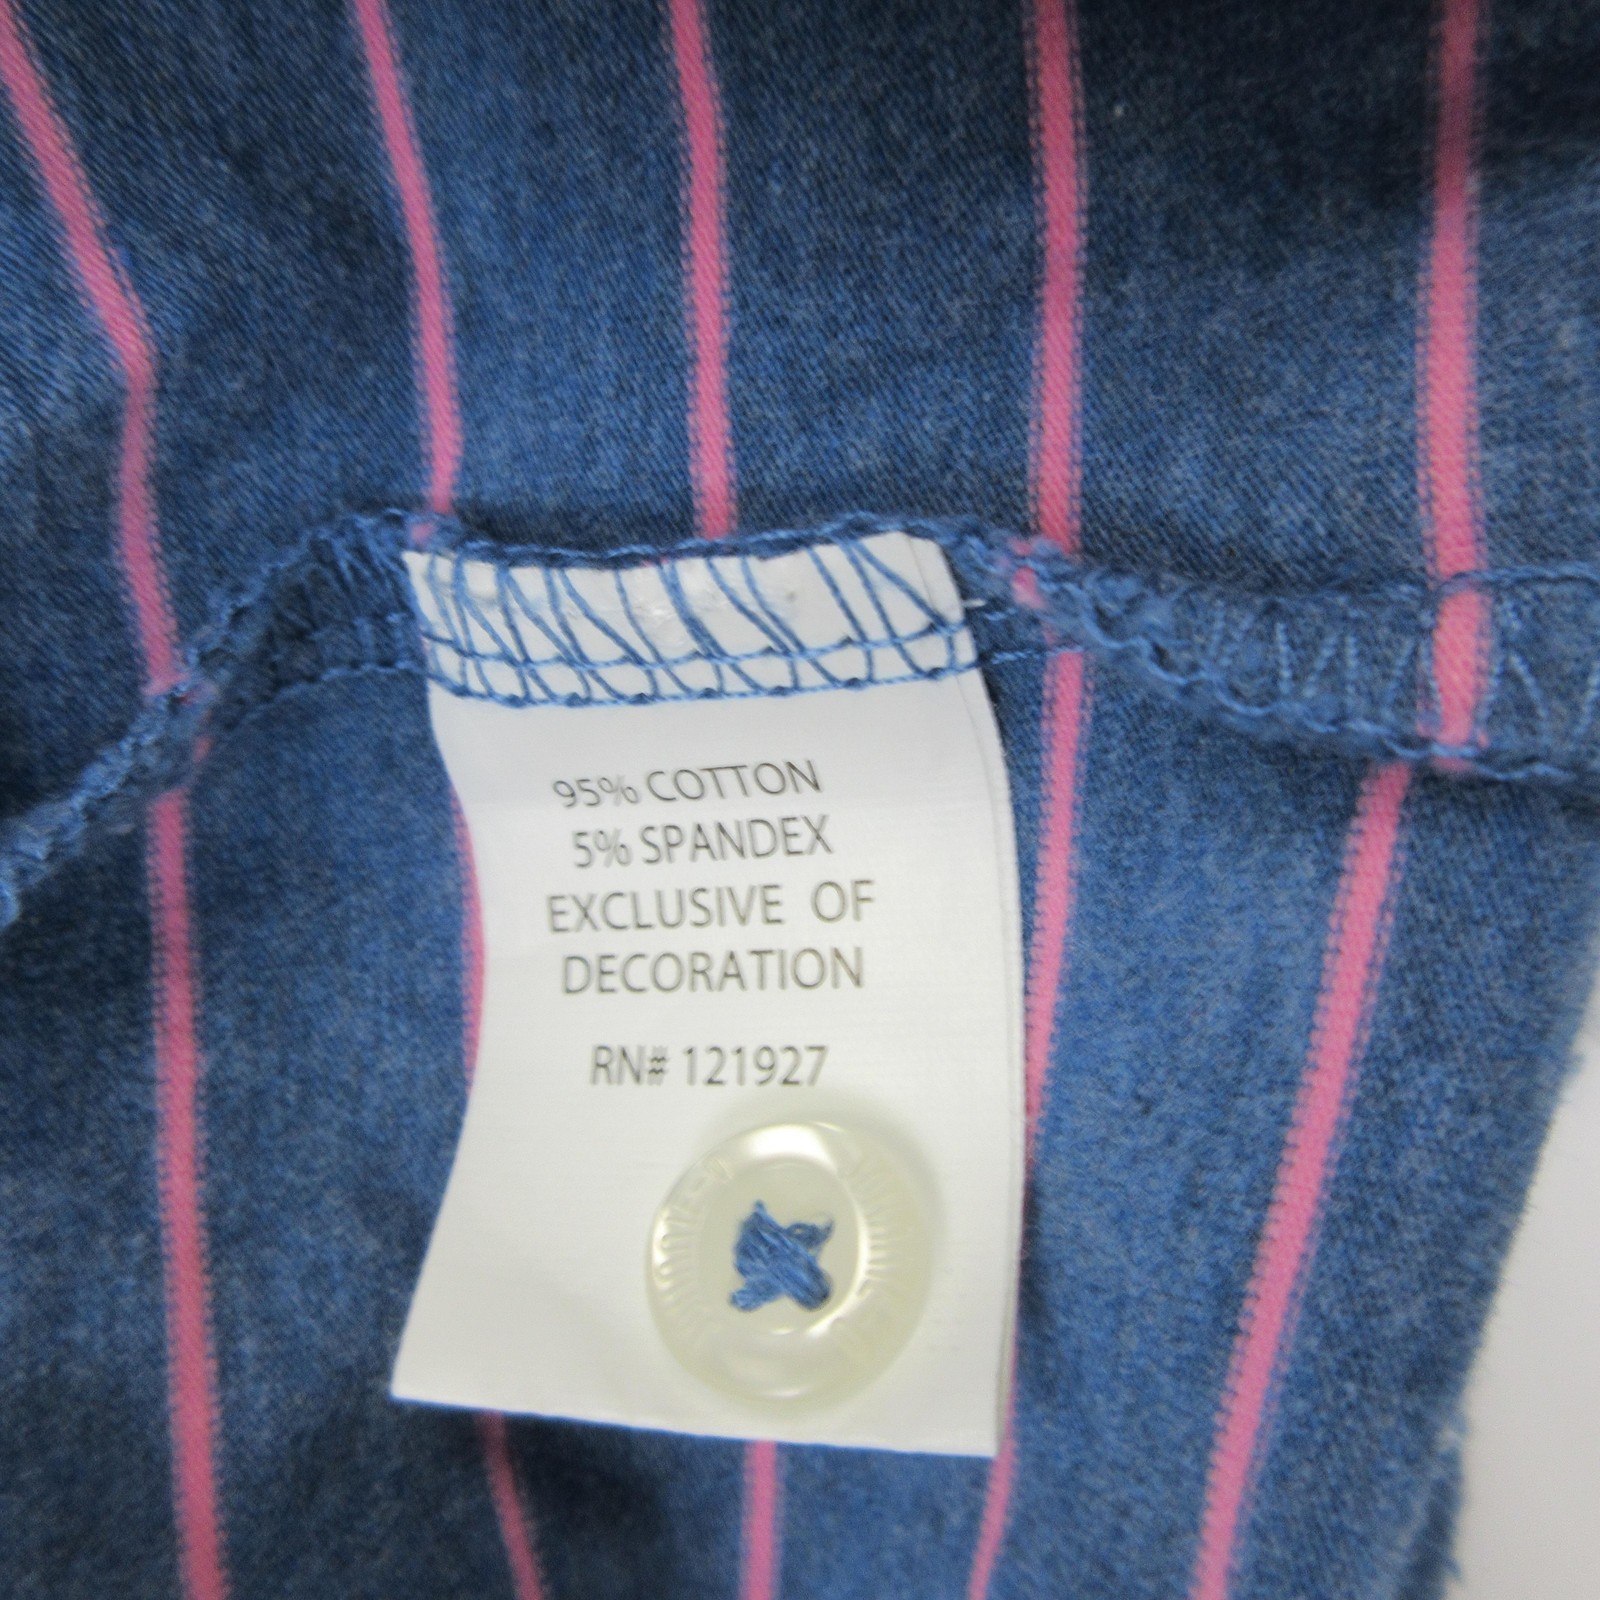 95% COTTON
5% SPANDEX
EXCLUSIVE OF
DECORATION
RN# 121927